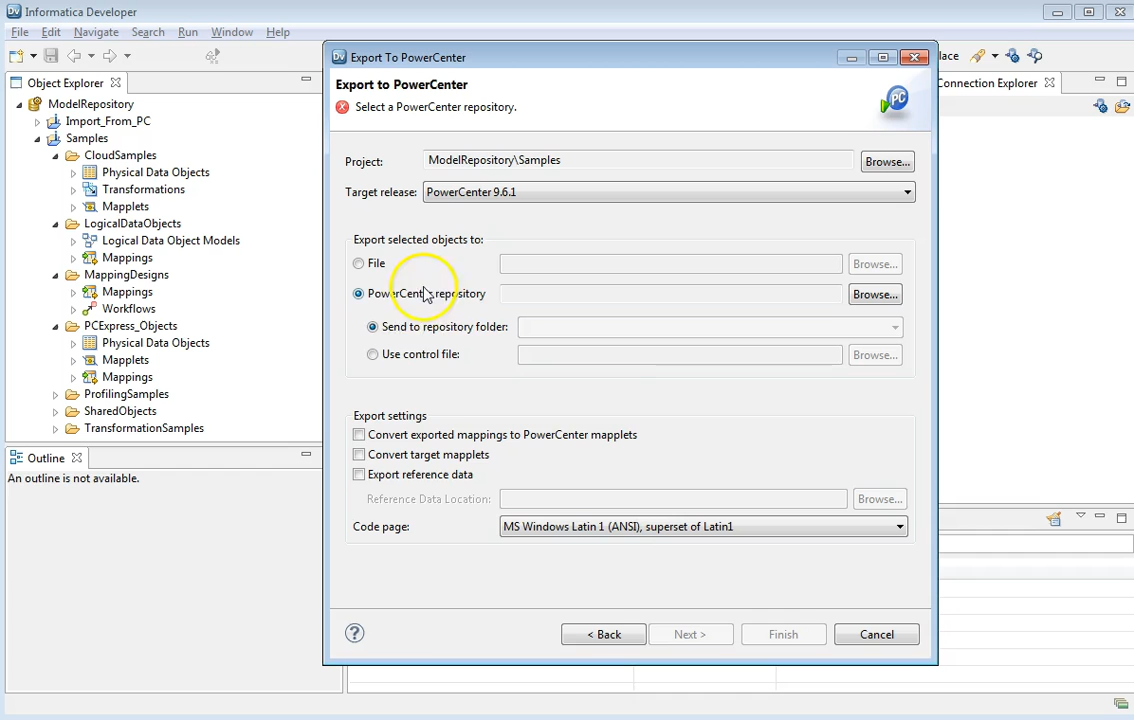 Informatica Developer
File Edit Navigate Search Run Window Help
Object Explorer
ModelRepository
Import_From_PC
Samples
CloudSamples
Physical Data Objects
Transformations
Mapplets
LogicalDataObjects
Logical Data Object Models
Mappings
MappingDesigns
Mappings
Workflows
PCExpress_Objects
Physical Data Objects
Mapplets
Mappings
ProfilingSamples
SharedObjects
TransformationSamples
Outline
An outline is not available.
Export To PowerCenter
Export to PowerCenter
Select a PowerCenter repository.
PC
Project: ModelRepository\Samples Browse...
Target release: PowerCenter 9.6.1
Export selected objects to:
File Browse...
PowerCenter repository Browse...
Send to repository folder:
Use control file: Browse...
Export settings
Convert exported mappings to PowerCenter mapplets
Convert target mapplets
Export reference data
Reference Data Location: Browse...
Code page: MS Windows Latin 1 (ANSI), superset of Latin1
< Back Next > Finish Cancel
Connection Explorer